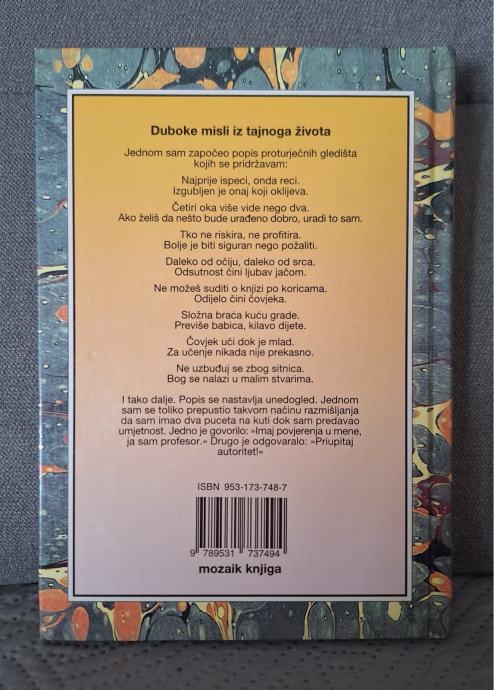 Duboke misli iz tajnoga života
Jednom sam započeo popis proturječnih gledišta
kojih se pridržavam:
Najprije ispeci, onda reci.
Izgubljen je onaj koji oklijeva.
Četiri oka više vide nego dva.
Ako želiš da nešto bude urađeno dobro, uradi to sam.
Tko ne riskira, ne profitira.
Bolje je biti siguran nego požaliti.
Daleko od očiju, daleko od srca.
Odsutnost čini ljubav jačom.
Ne možeš suditi o knjizi po koricama.
Odijelo čini čovjeka.
Složna braća kuću grade.
Previše babica, kilavo dijete.
Čovjek uči dok je mlad.
Za učenje nikada nije prekasno.
Ne uzbuđuj se zbog sitnica.
Bog se nalazi u malim stvarima.
I tako dalje. Popis se nastavlja unedogled. Jednom
sam se toliko prepustio takvom načinu razmišljanja
da sam imao dva puceta na kuti dok sam predavao
umjetnost. Jedno je govorilo: »Imaj povjerenja u mene,
ja sam profesor.« Drugo je odgovaralo: »Priupitaj
autoritet!«
ISBN 953-173-748-7
9 789531 737494
mozaik knjiga